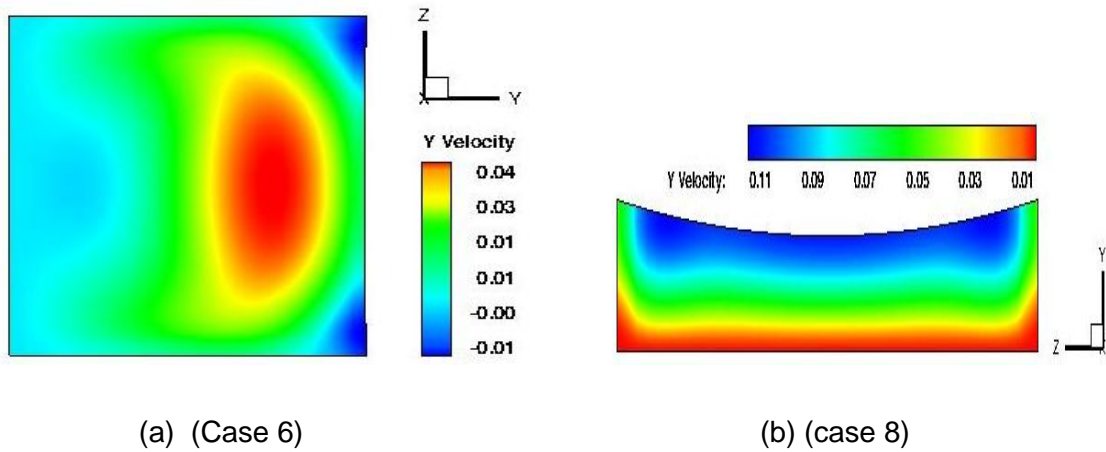 Z
X
Y
Y Velocity
0.04
0.03
0.01
0.01
-0.00
-0.01
Y Velocity: 0.11 0.09 0.07 0.05 0.03 0.01
Y
Z
(a) (Case 6)
(b) (case 8)